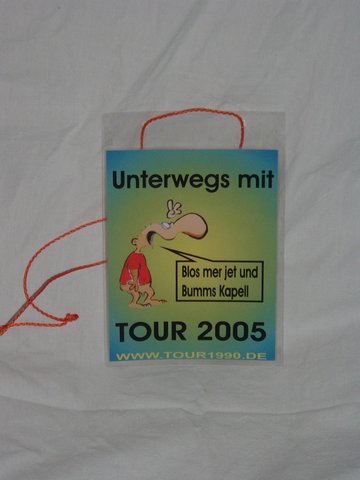 Unterwegs mit
Blos mer jet und
Bumms Kapell
TOUR 2005
WWW.TOUR1990.DE